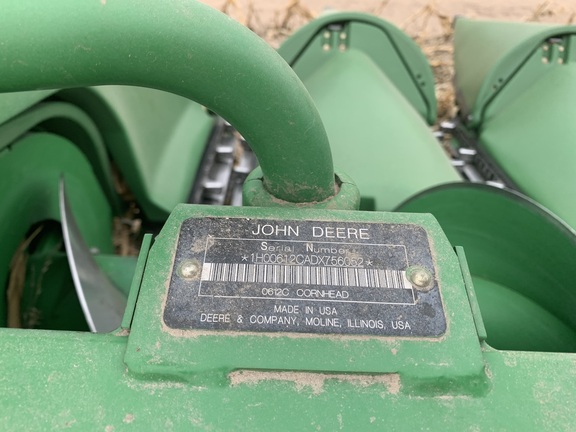 JOHN DEERE
Serial Number
*1H00612CADX756052*
0612C CORNHEAD
MADE IN USA
DEERE & COMPANY, MOLINE, ILLINOIS, USA